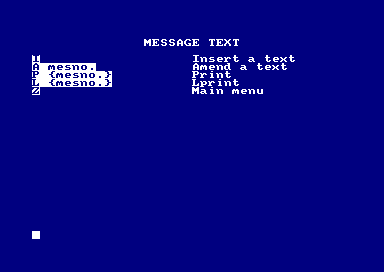 MESSAGE TEXT
I Insert a text
A mesno. Amend a text
P {mesno.} Print
L {mesno.} Lprint
Z Main menu